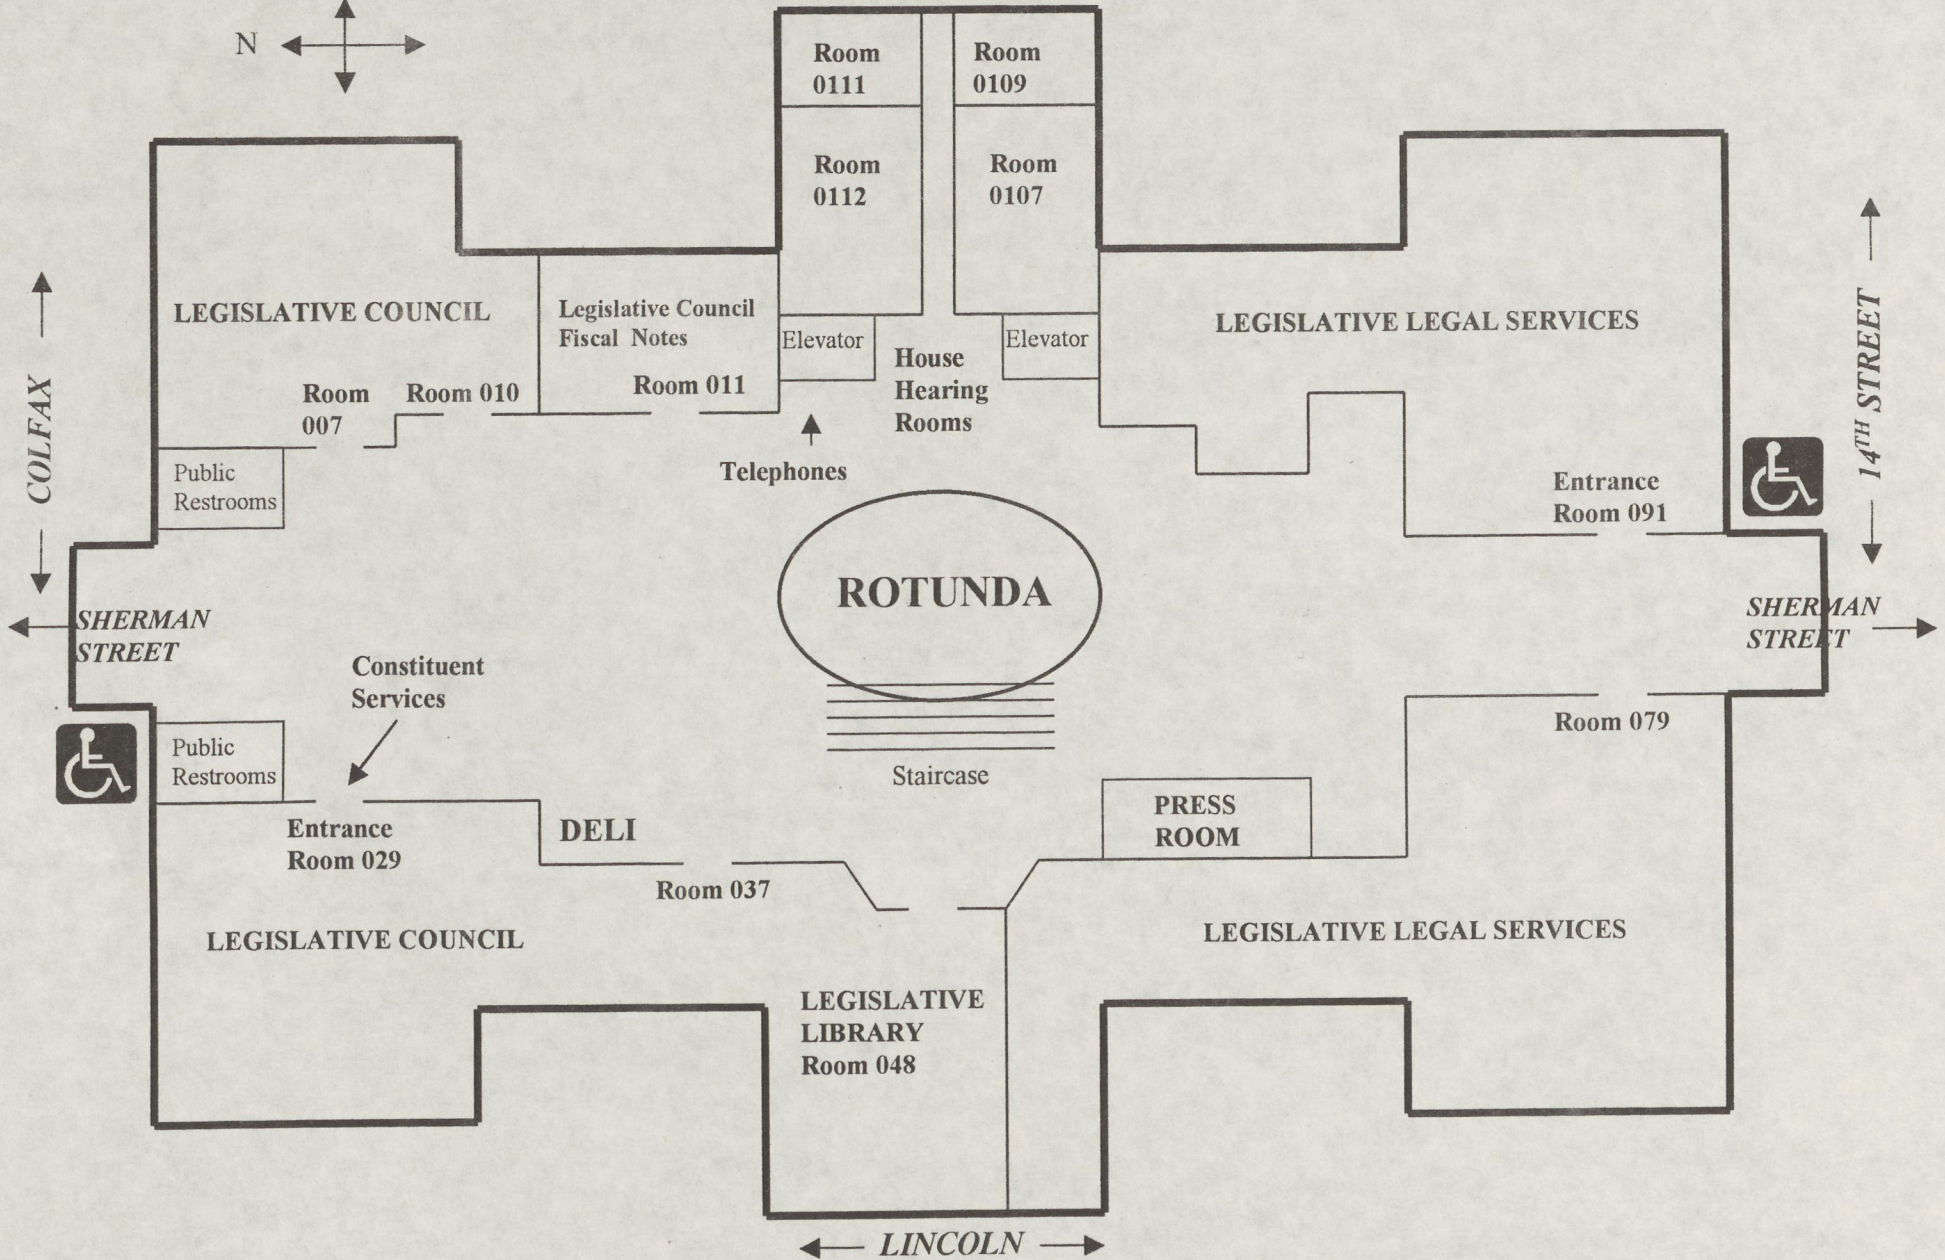 N
Room
0111
Room
0109
Room
0112
Room
0107
LEGISLATIVE COUNCIL
Legislative Council
Fiscal Notes
Elevator
Elevator
LEGISLATIVE LEGAL SERVICES
House
Hearing
Rooms
Room
007
Room 010
Room 011
COLFAX
14TH STREET
Public
Restrooms
Telephones
Entrance
Room 091
ROTUNDA
SHERMAN
STREET
SHERMAN
STREET
Constituent
Services
Room 079
Public
Restrooms
Staircase
PRESS
ROOM
Entrance
Room 029
DELI
Room 037
LEGISLATIVE COUNCIL
LEGISLATIVE LEGAL SERVICES
LEGISLATIVE
LIBRARY
Room 048
LINCOLN